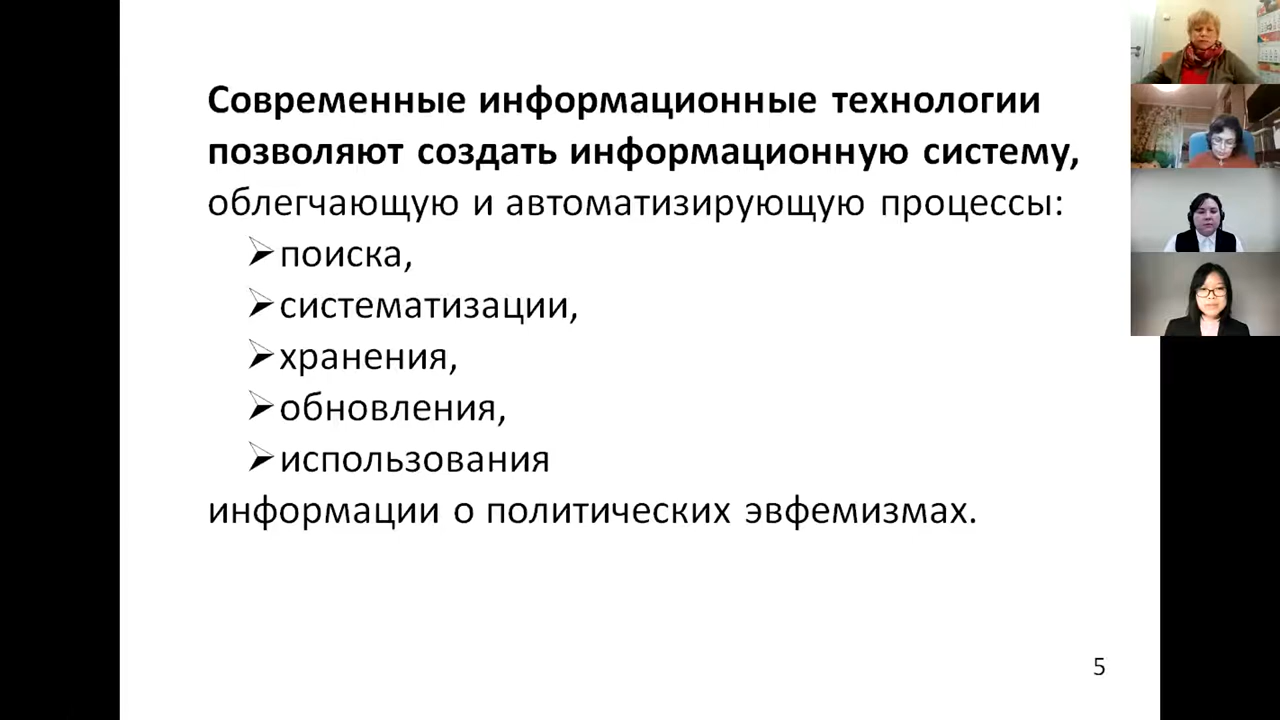 Современные информационные технологии
позволяют создать информационную систему,
облегчающую и автоматизирующую процессы:
поиска,
систематизации,
хранения,
обновления,
использования
информации о политических эвфемизмах.
5